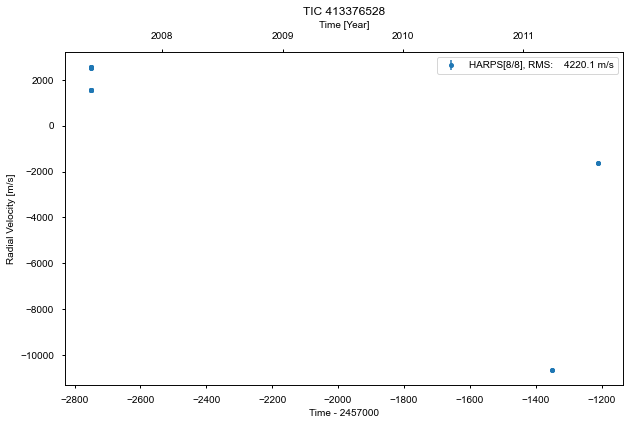 TIC 413376528
Time [Year]
2008 2009 2010 2011
HARPS[8/8], RMS: 4220.1 m/s
Radial Velocity [m/s]
2000
0
−2000
−4000
−6000
−8000
−10000
−2800 −2600 −2400 −2200 −2000 −1800 −1600 −1400 −1200
Time - 2457000